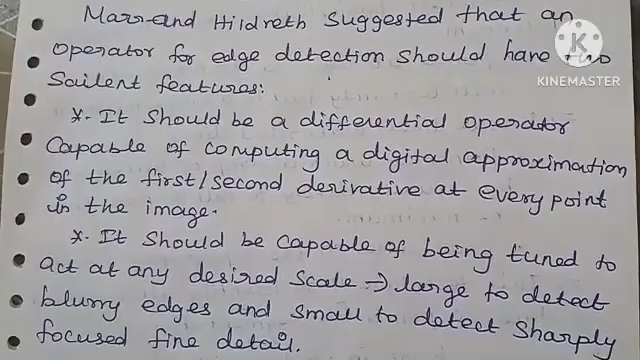 Marr and Hildreth suggested that an
operator for edge detection should have two
Sailent features:
*. It should be a differential operator
Capable of computing a digital approximation
of the first/second derivative at every point
in the image.
*. It should be capable of being tuned to
act at any desired scale → large to detect
blurry edges and small to detect sharply
focused fine detail.
KINEMASTER